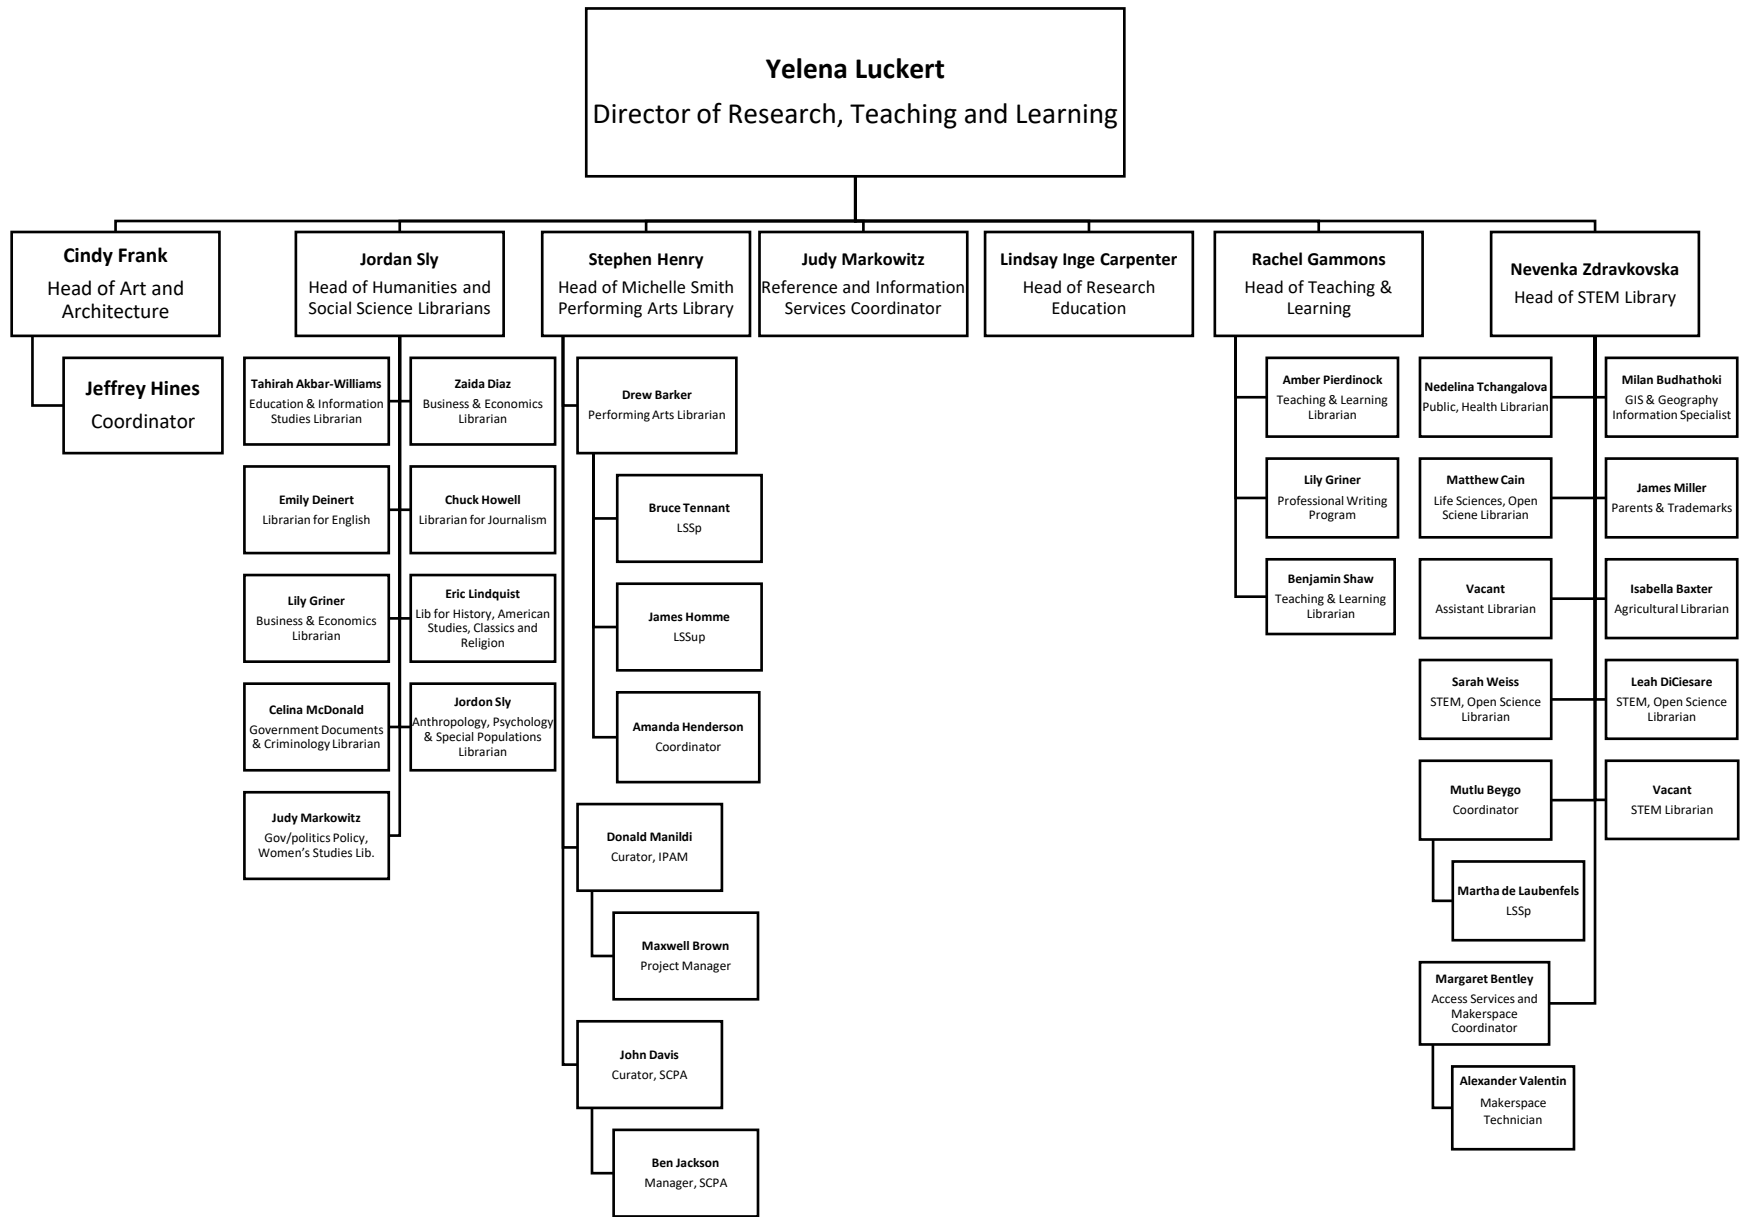 Yelena Luckert
Director of Research, Teaching and Learning
Cindy Frank
Head of Art and
Architecture
Jeffrey Hines
Coordinator
Jordan Sly
Head of Humanities and
Social Science Librarians
Tahirah Akbar-Williams
Education & Information
Studies Librarian
Zaida Diaz
Business & Economics
Librarian
Emily Deinert
Librarian for English
Chuck Howell
Librarian for Journalism
Lily Griner
Business & Economics
Librarian
Eric Lindquist
Lib for History, American
Studies, Classics and
Religion
Celina McDonald
Government Documents
& Criminology Librarian
Jordon Sly
Anthropology, Psychology
& Special Populations
Librarian
Judy Markowitz
Gov/politics Policy,
Women’s Studies Lib.
Stephen Henry
Head of Michelle Smith
Performing Arts Library
Drew Barker
Performing Arts Librarian
Bruce Tennant
LSSp
James Homme
LSSup
Amanda Henderson
Coordinator
Donald Manildi
Curator, IPAM
Maxwell Brown
Project Manager
John Davis
Curator, SCPA
Ben Jackson
Manager, SCPA
Judy Markowitz
Reference and Information
Services Coordinator
Lindsay Inge Carpenter
Head of Research
Education
Rachel Gammons
Head of Teaching &
Learning
Amber Pierdinock
Teaching & Learning
Librarian
Lily Griner
Professional Writing
Program
Benjamin Shaw
Teaching & Learning
Librarian
Nevenka Zdravkovska
Head of STEM Library
Nedelina Tchangalova
Public, Health Librarian
Milan Budhathoki
GIS & Geography
Information Specialist
Matthew Cain
Life Sciences, Open
Sciene Librarian
James Miller
Parents & Trademarks
Vacant
Assistant Librarian
Isabella Baxter
Agricultural Librarian
Sarah Weiss
STEM, Open Science
Librarian
Leah DiCiesare
STEM, Open Science
Librarian
Mutlu Beygo
Coordinator
Vacant
STEM Librarian
Martha de Laubenfels
LSSp
Margaret Bentley
Access Services and
Makerspace
Coordinator
Alexander Valentin
Makerspace
Technician